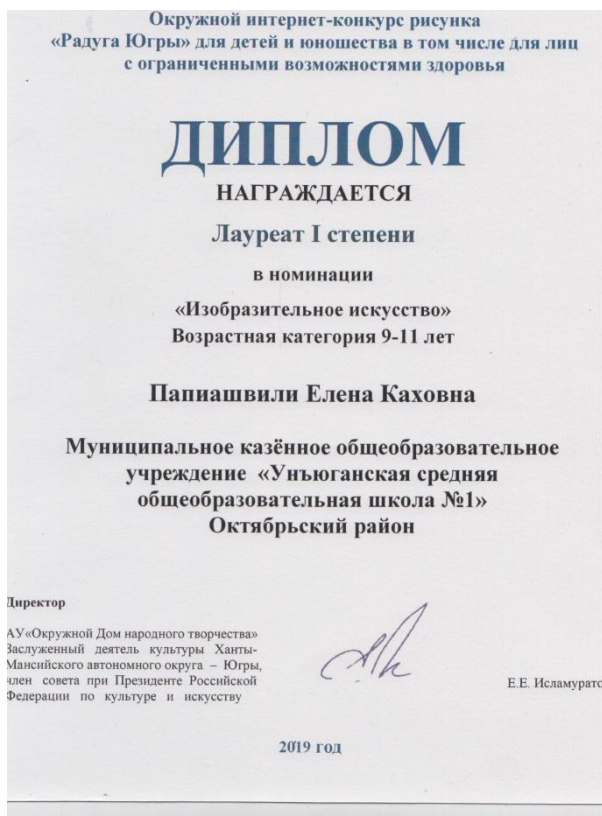 Окружной интернет-конкурс рисунка
«Радуга Югры» для детей и юношества в том числе для лиц
с ограниченными возможностями здоровья
ДИПЛОМ
НАГРАЖДАЕТСЯ
Лауреат I степени
в номинации
«Изобразительное искусство»
Возрастная категория 9-11 лет
Папиашвили Елена Каховна
Муниципальное казённое общеобразовательное
учреждение «Унъюганская средняя
общеобразовательная школа №1»
Октябрьский район
Директор
АУ«Окружной Дом народного творчества»
Заслуженный деятель культуры Ханты-
Мансийского автономного округа – Югры,
член совета при Президенте Российской
Федерации по культуре и искусству
Е.Е. Исламурато
2019 год